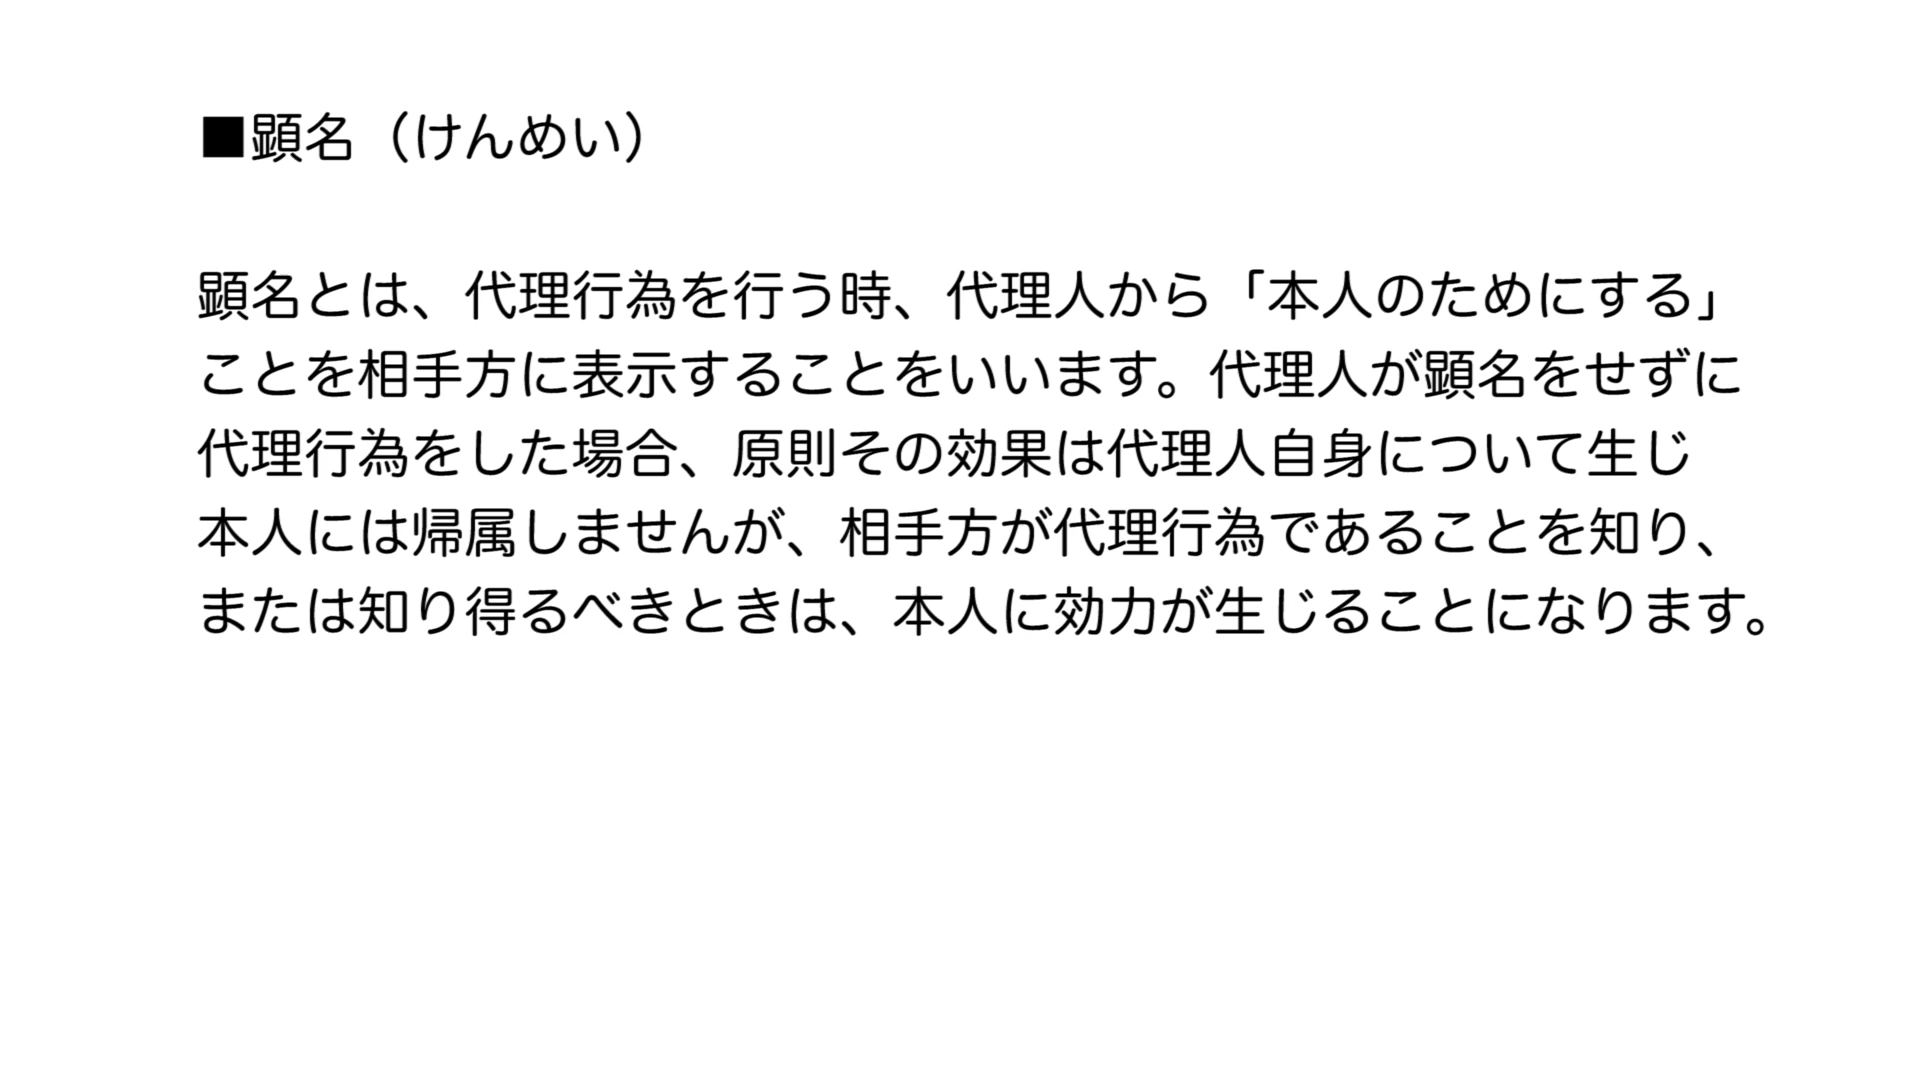 ■顕名（けんめい）
顕名とは、代理行為を行う時、代理人から「本人のためにする」
ことを相手方に表示することをいいます。代理人が顕名をせずに
代理行為をした場合、原則その効果は代理人自身について生じ
本人には帰属しませんが、相手方が代理行為であることを知り、
または知り得るべきときは、本人に効力が生じることになります。